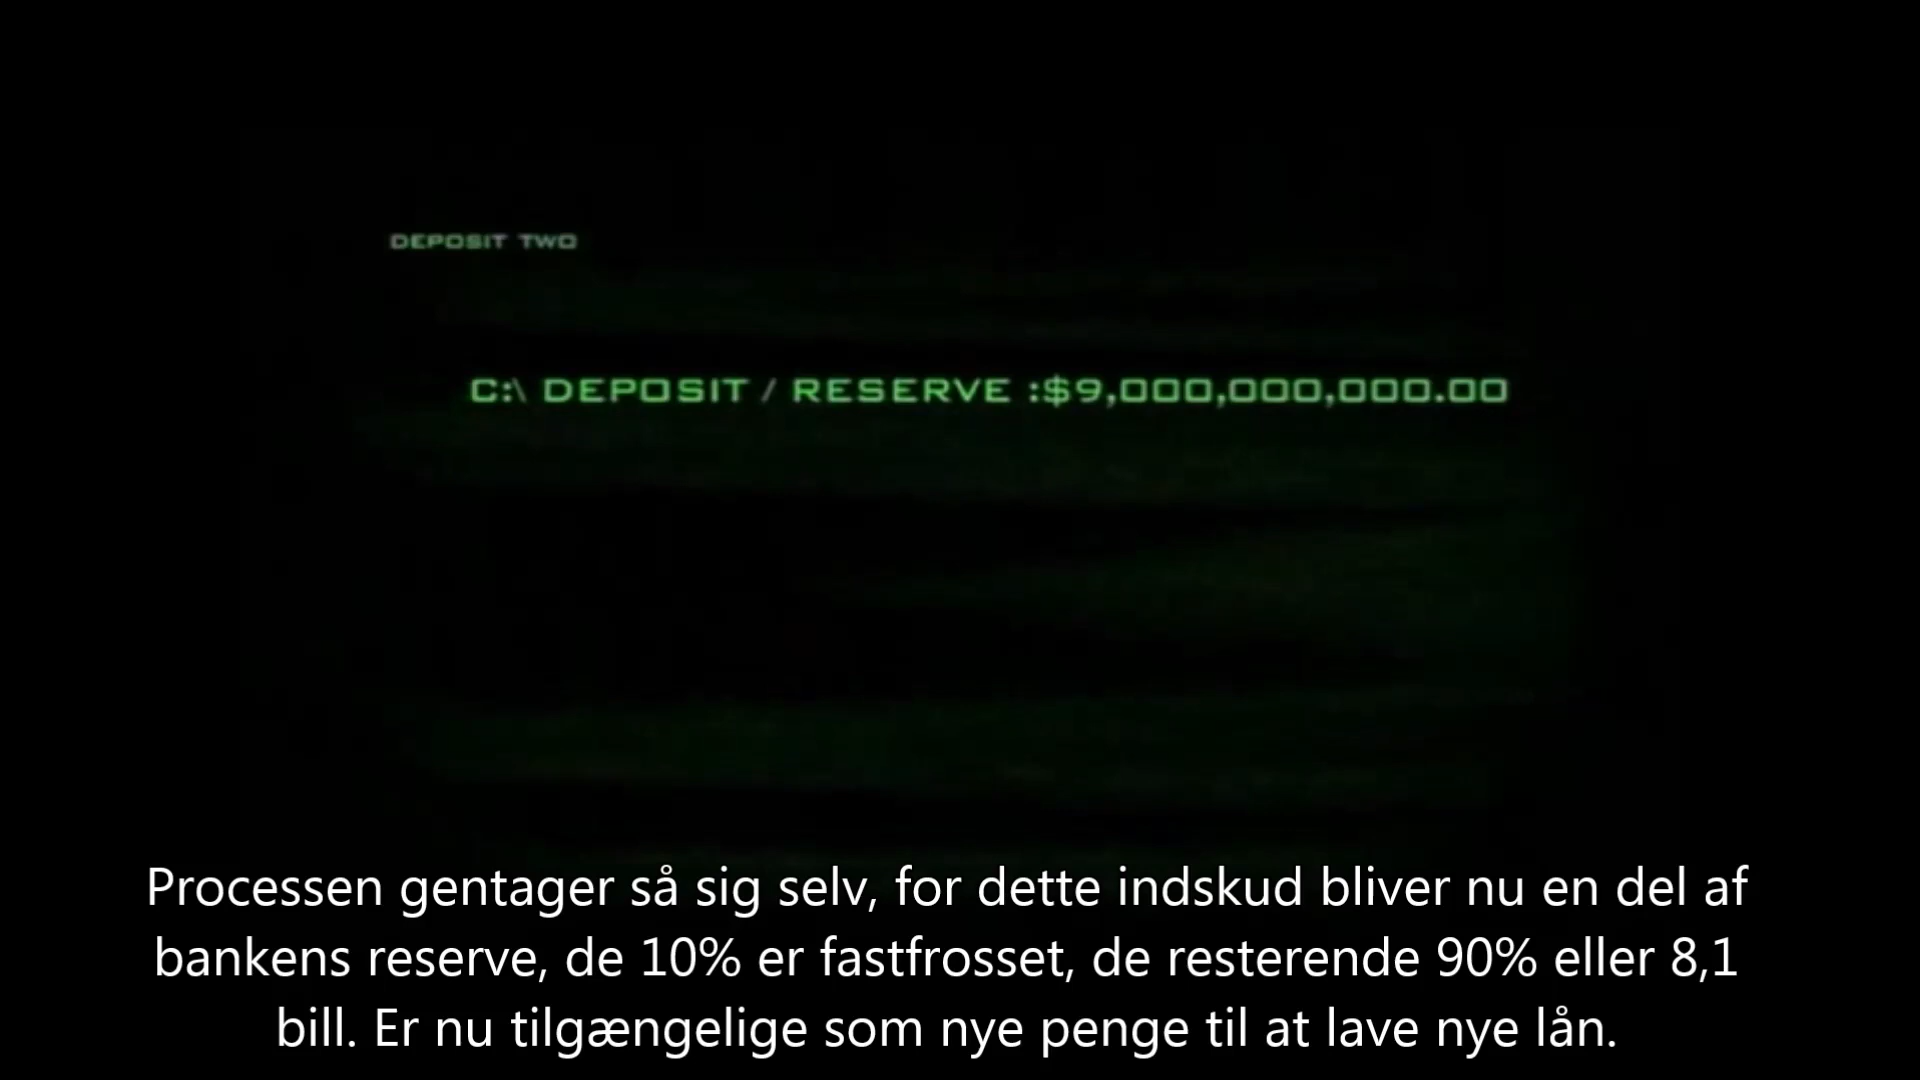 DEPOSIT TWO
C:\ DEPOSIT / RESERVE :$9,000,000,000.00
Processen gentager så sig selv, for dette indskud bliver nu en del af
bankens reserve, de 10% er fastfrosset, de resterende 90% eller 8,1
bill. Er nu tilgængelige som nye penge til at lave nye lån.